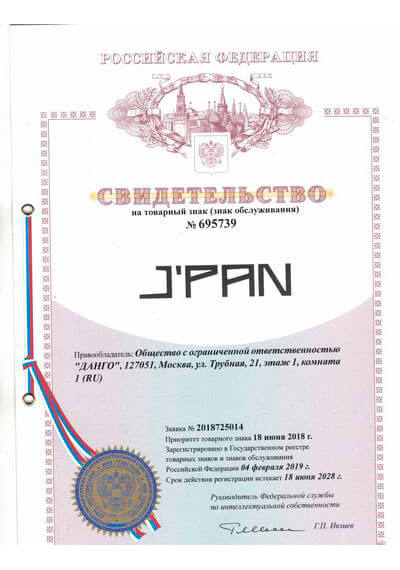 РОССИЙСКАЯ ФЕДЕРАЦИЯ
СВИДЕТЕЛЬСТВО
на товарный знак (знак обслуживания)
№ 695739
J'PAN
Правообладатель: Общество с ограниченной ответственностью
"ДАНГО", 127051, Москва, ул. Трубная, 21, этаж 1, комната
1 (RU)
Заявка № 2018725014
Приоритет товарного знака 18 июня 2018 г.
Зарегистрировано в Государственном реестре
товарных знаков и знаков обслуживания
Российской Федерации 04 февраля 2019 г.
Срок действия регистрации истекает 18 июня 2028 г.
Руководитель Федеральной службы
по интеллектуальной собственности
Г.П. Ивлиев